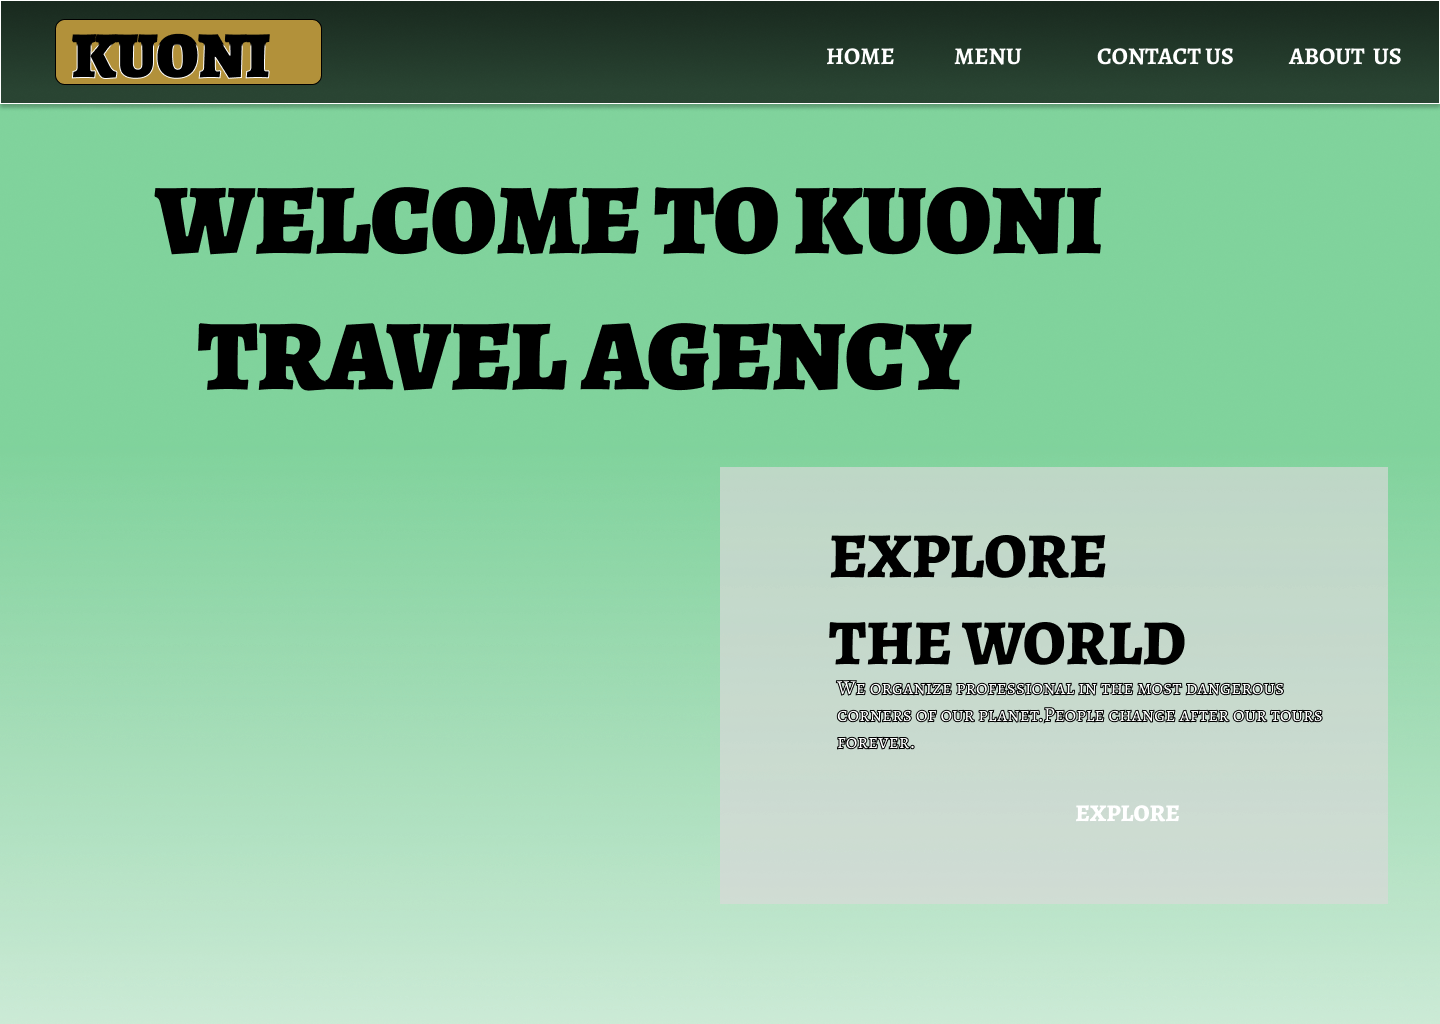 KUONI
HOME MENU CONTACT US ABOUT US
WELCOME TO KUONI
TRAVEL AGENCY
EXPLORE
THE WORLD
We organize professional in the most dangerous
corners of our planet.People change after our tours
forever.
EXPLORE